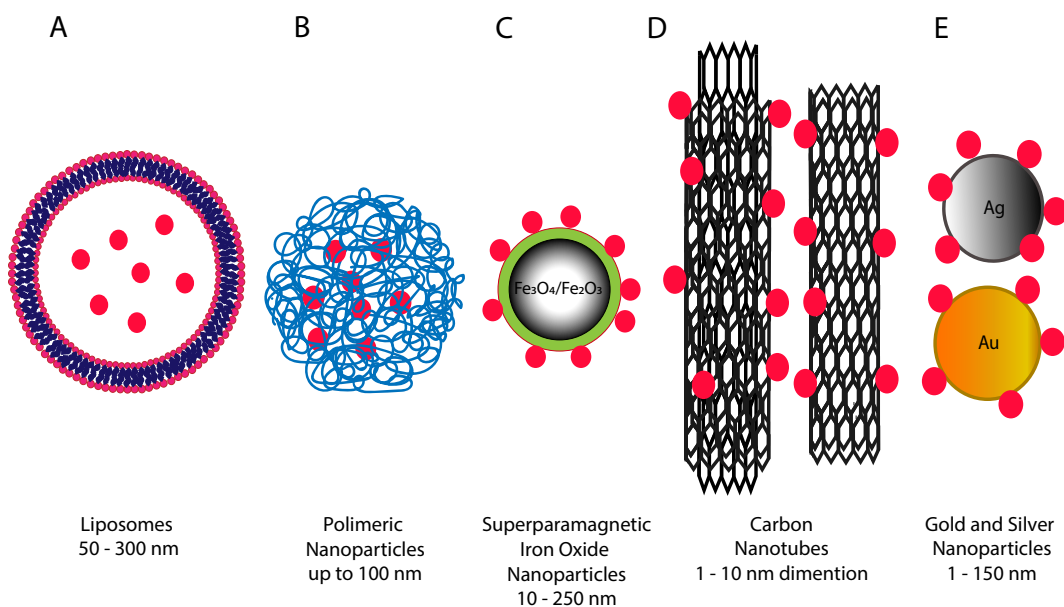 A
B
C
D
E
Fe₃O₄/Fe₂O₃
Ag
Au
Liposomes
50 - 300 nm
Polimeric
Nanoparticles
up to 100 nm
Superparamagnetic
Iron Oxide
Nanoparticles
10 - 250 nm
Carbon
Nanotubes
1 - 10 nm dimention
Gold and Silver
Nanoparticles
1 - 150 nm